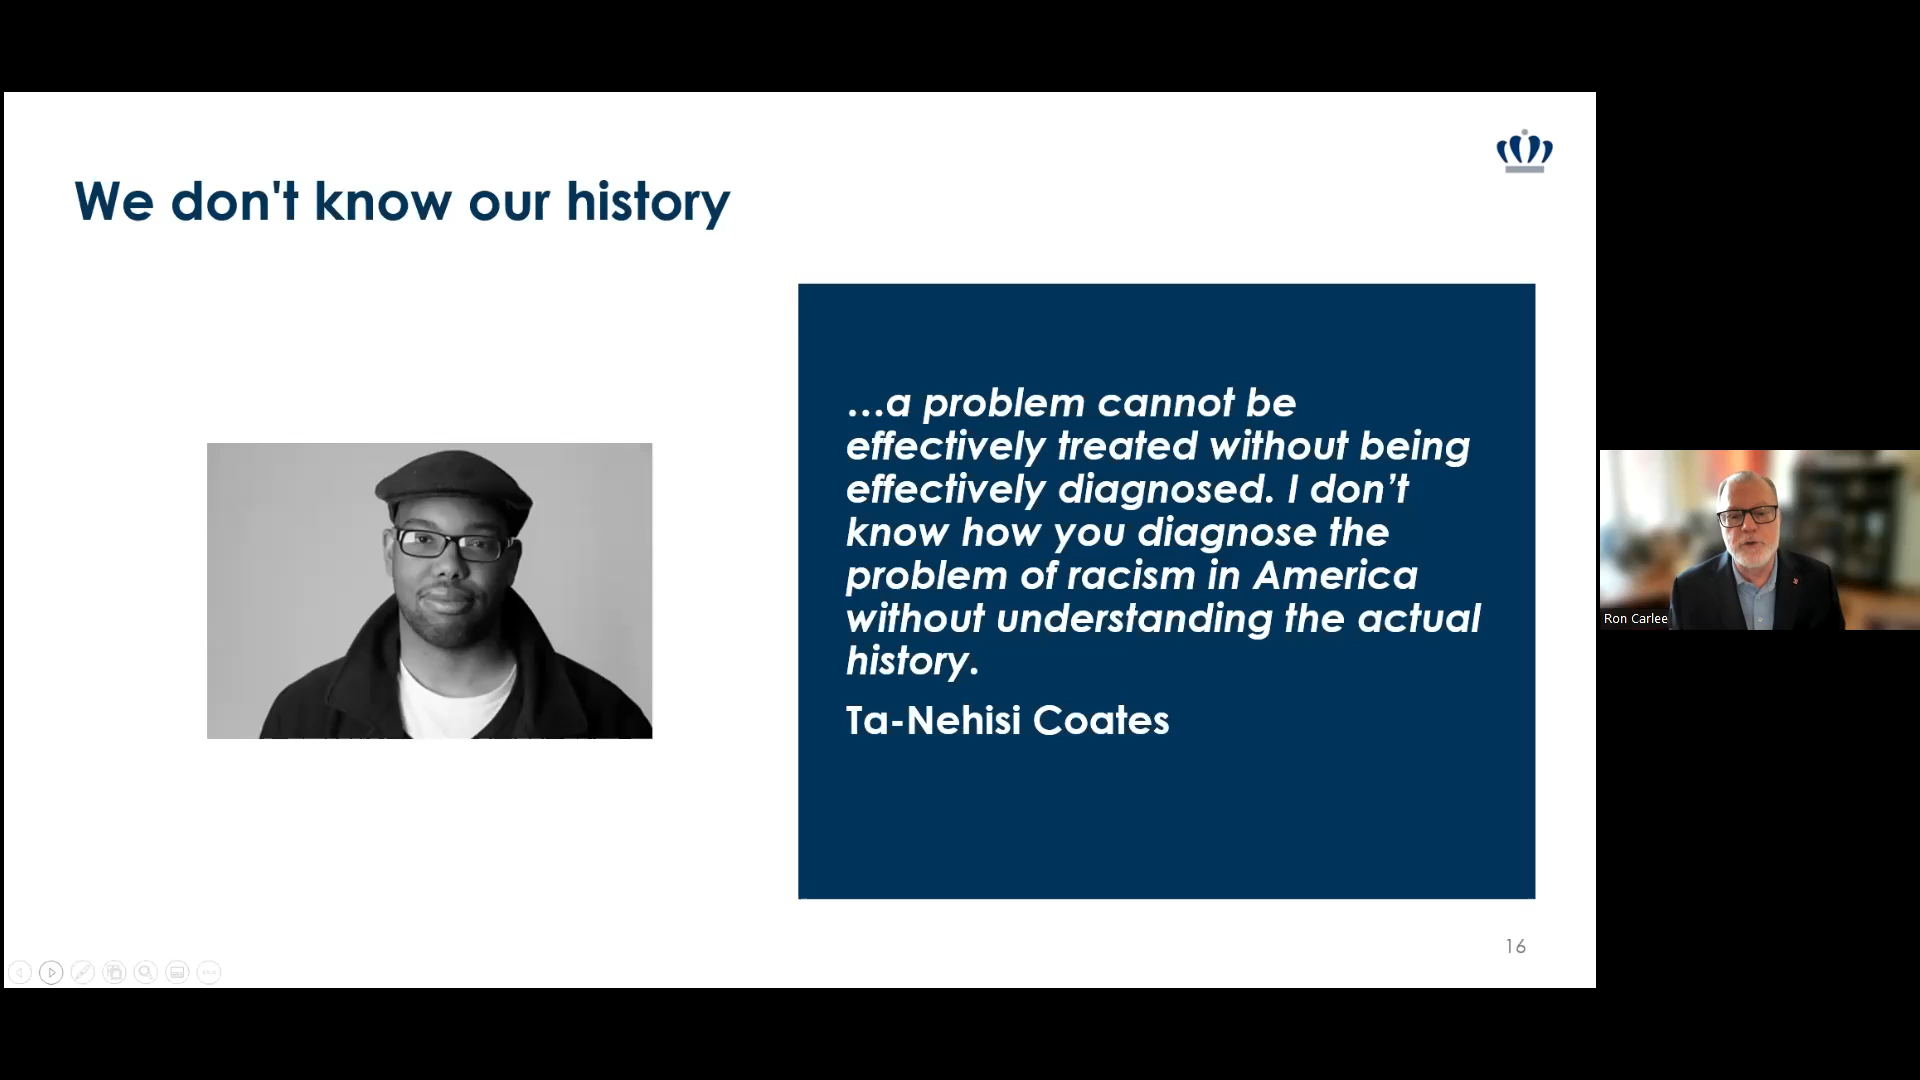 We don't know our history
…a problem cannot be
effectively treated without being
effectively diagnosed. I don’t
know how you diagnose the
problem of racism in America
without understanding the actual
history.
Ta-Nehisi Coates
16
Ron Carlee